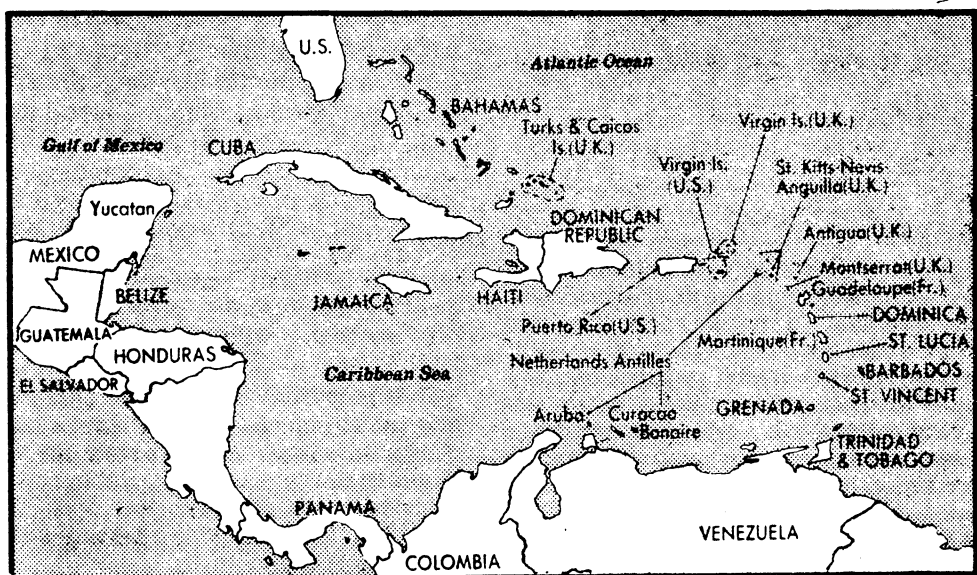 U.S.
Atlantic Ocean
BAHAMAS
Turks & Caicos
Is.(U.K.)
Virgin Is.(U.K.)
Gulf of Mexico
CUBA
Virgin Is.
(U.S.)
St. Kitts-Nevis-
Anguilla(U.K.)
Yucatan
DOMINICAN
REPUBLIC
Antigua(U.K.)
MEXICO
Montserrat(U.K.)
Guadeloupe(Fr.)
BELIZE
JAMAICA
HAITI
DOMINICA
GUATEMALA
Puerto Rico(U.S.)
Martinique(Fr.)
ST. LUCIA
HONDURAS
Netherlands Antilles
Caribbean Sea
BARBADOS
EL SALVADOR
ST. VINCENT
Aruba
Curacao
Bonaire
GRENADA
TRINIDAD
& TOBAGO
PANAMA
VENEZUELA
COLOMBIA